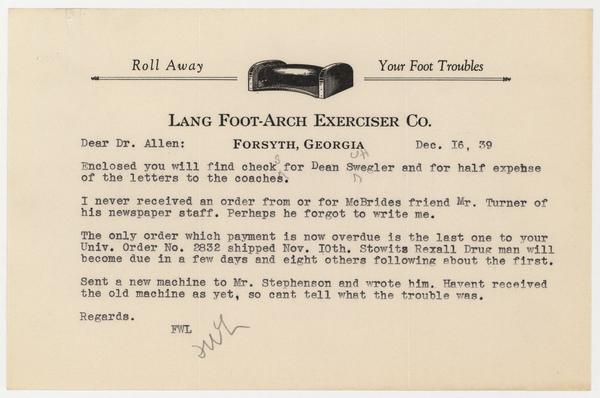 Roll Away Your Foot Troubles
LANG FOOT-ARCH EXERCISER CO.
Dear Dr. Allen: FORSYTH, GEORGIA Dec. 16, 39
Enclosed you will find check for Dean Swegler and for half expense
of the letters to the coaches.
I never received an order from or for McBrides friend Mr. Turner of
his newspaper staff. Perhaps he forgot to write me.
The only order which payment is now overdue is the last one to your
Univ. Order No. 2832 shipped Nov. 10th. Stowits Rexall Drug man will
become due in a few days and eight others following about the first.
Sent a new machine to Mr. Stephenson and wrote him. Havent received
the old machine as yet, so cant tell what the trouble was.
Regards.
FWL